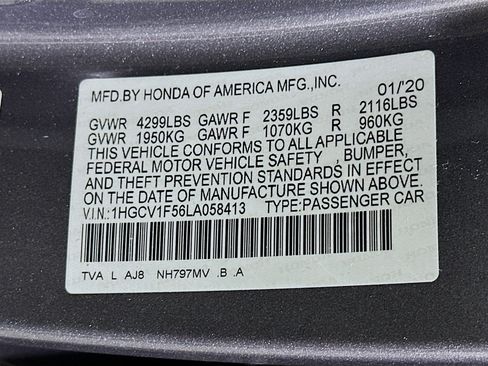 MFD.BY HONDA OF AMERICA MFG.,INC. 01/'20
GVWR 4299LBS GAWR F 2359LBS R 2116LBS
GVWR 1950KG GAWR F 1070KG R 960KG
THIS VEHICLE CONFORMS TO ALL APPLICABLE
FEDERAL MOTOR VEHICLE SAFETY , BUMPER,
AND THEFT PREVENTION STANDARDS IN EFFECT
ON THE DATE OF MANUFACTURE SHOWN ABOVE.
V.I.N:1HGCV1F56LA058413 TYPE:PASSENGER CAR
TVA L AJ8 NH797MV .B .A